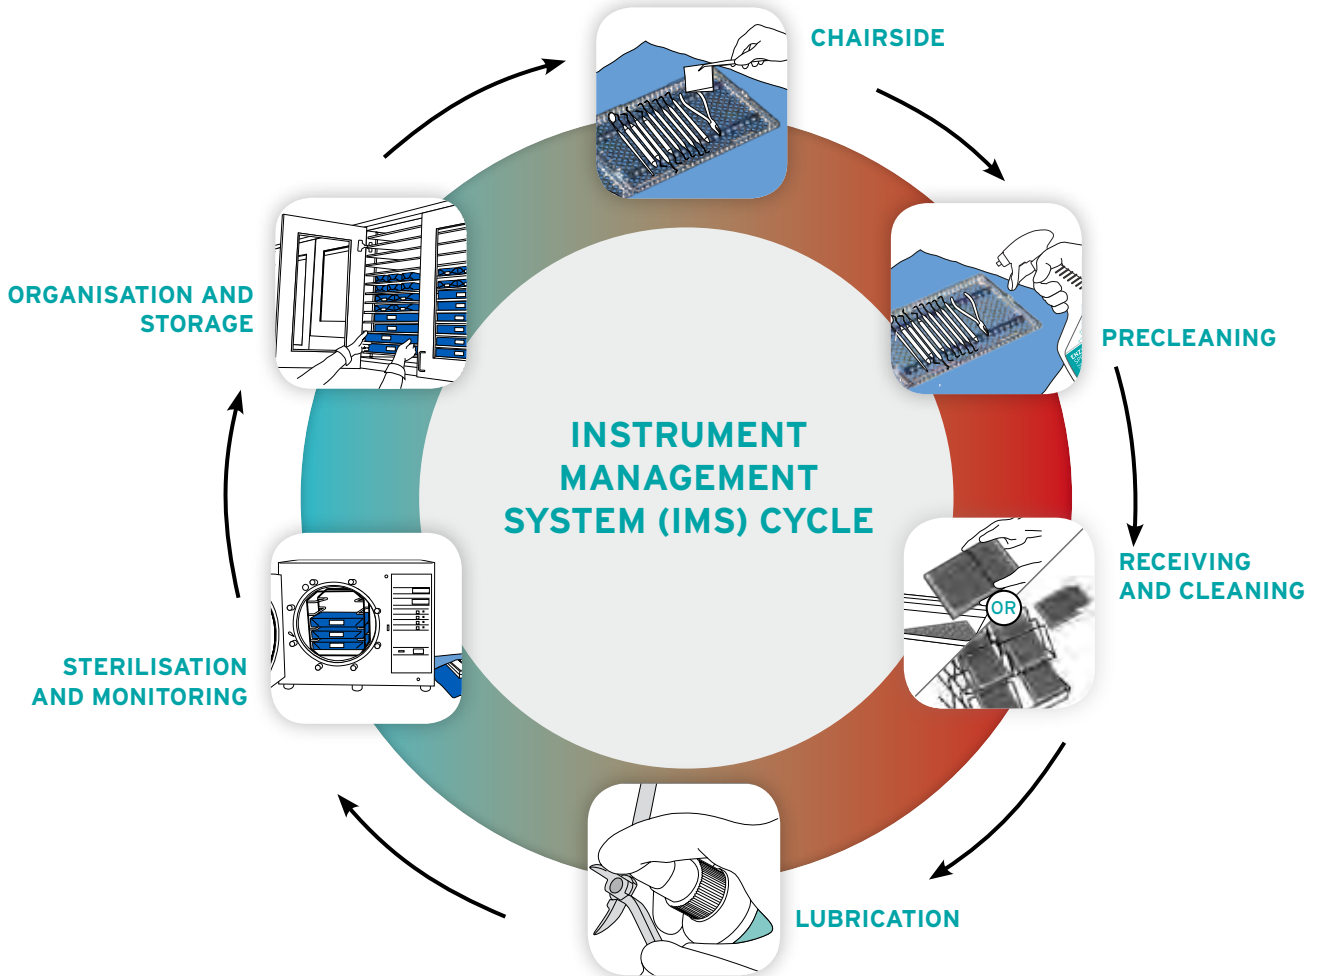 CHAIRSIDE
PRECLEANING
RECEIVING
AND CLEANING
OR
LUBRICATION
STERILISATION
AND MONITORING
ORGANISATION AND
STORAGE
INSTRUMENT
MANAGEMENT
SYSTEM (IMS) CYCLE